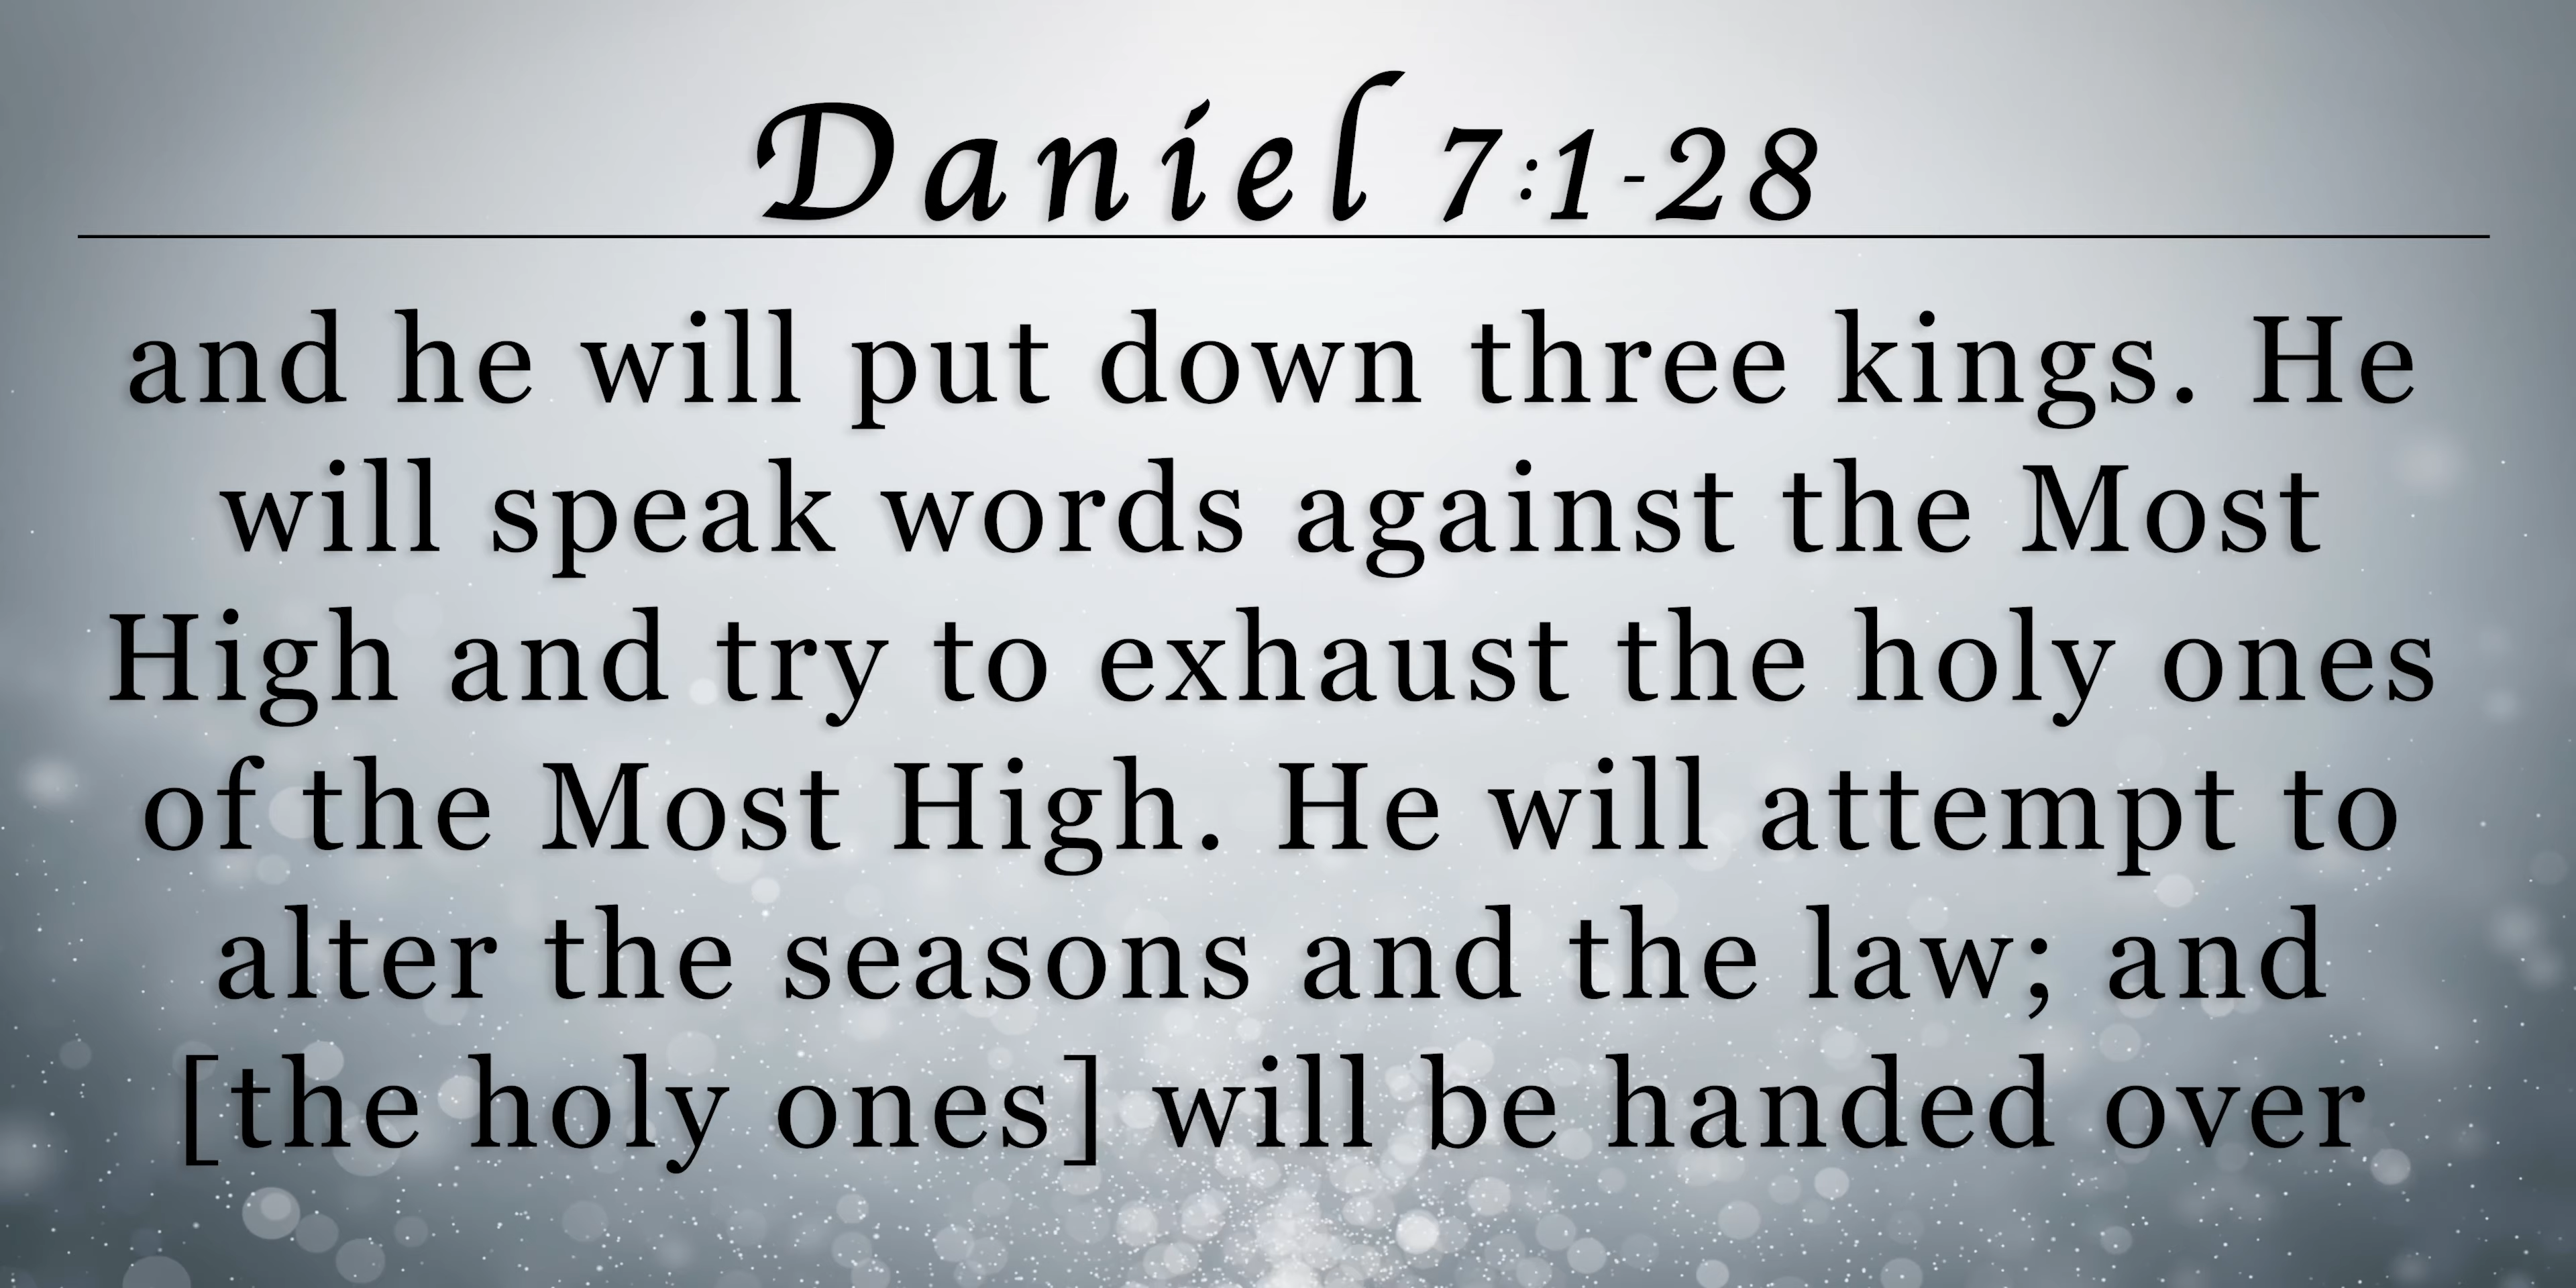 Daniel 7:1-28
and he will put down three kings. He
will speak words against the Most
High and try to exhaust the holy ones
of the Most High. He will attempt to
alter the seasons and the law; and
[the holy ones] will be handed over